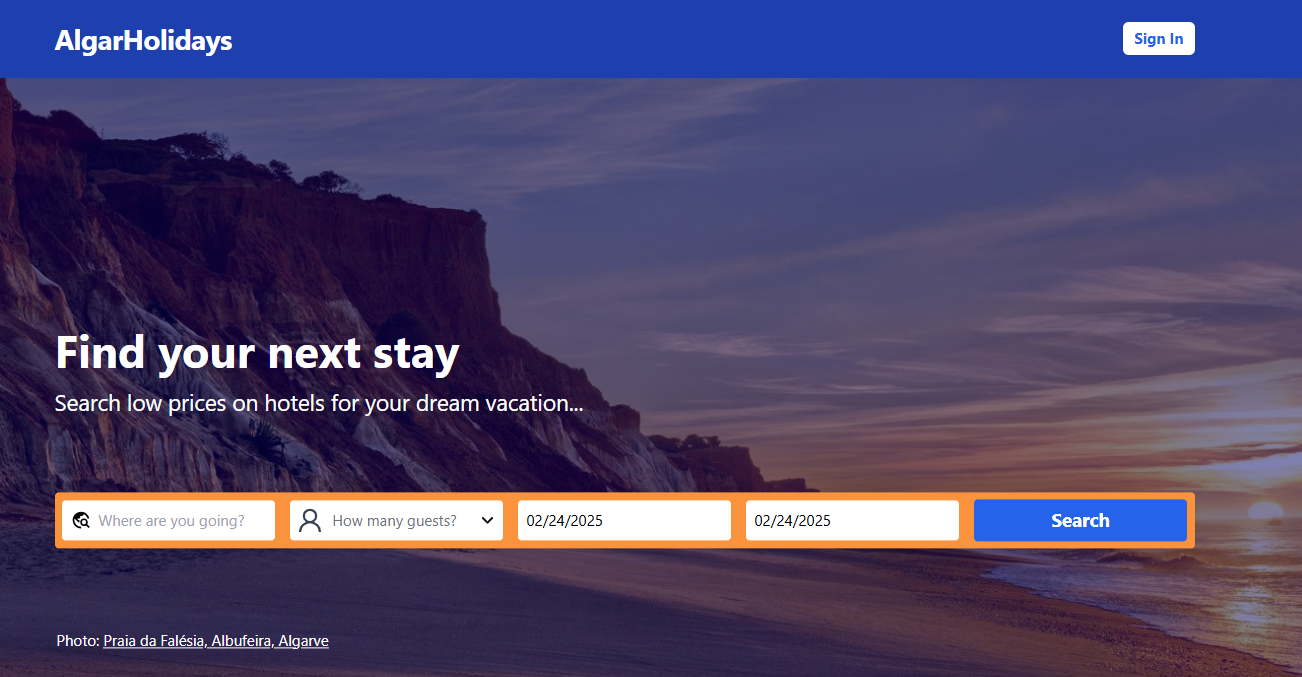 AlgarHolidays
Sign In
Find your next stay
Search low prices on hotels for your dream vacation...
Where are you going?
How many guests?
02/24/2025
02/24/2025
Search
Photo: Praia da Falésia, Albufeira, Algarve